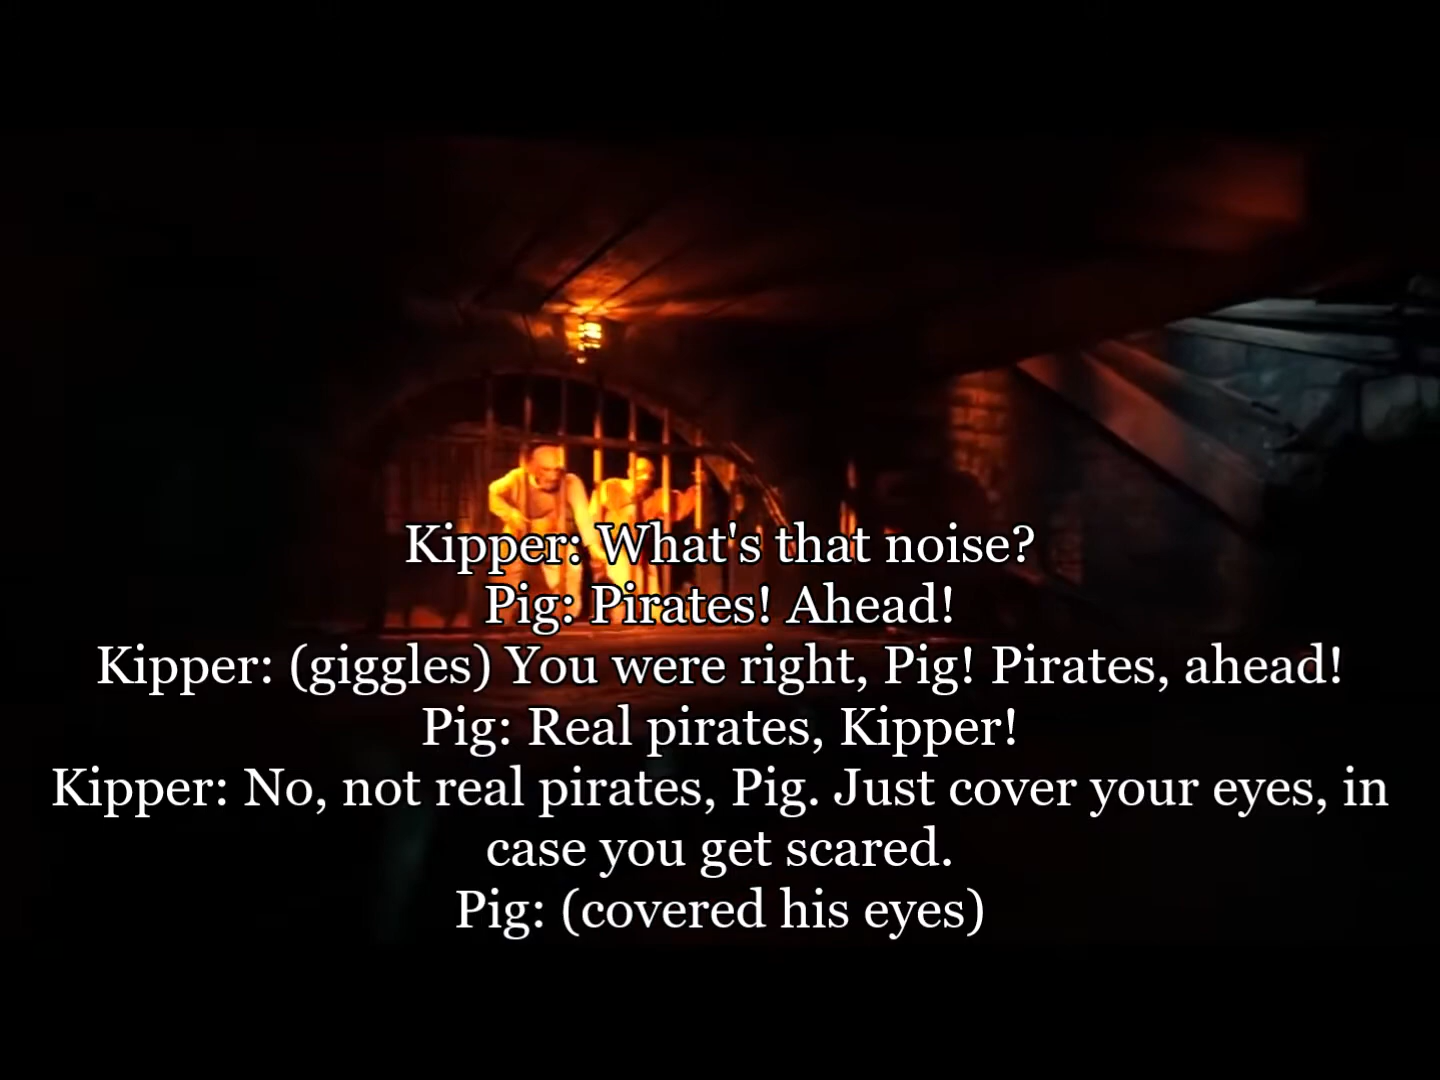 Kipper: What's that noise?
Pig: Pirates! Ahead!
Kipper: (giggles) You were right, Pig! Pirates, ahead!
Pig: Real pirates, Kipper!
Kipper: No, not real pirates, Pig. Just cover your eyes, in
case you get scared.
Pig: (covered his eyes)